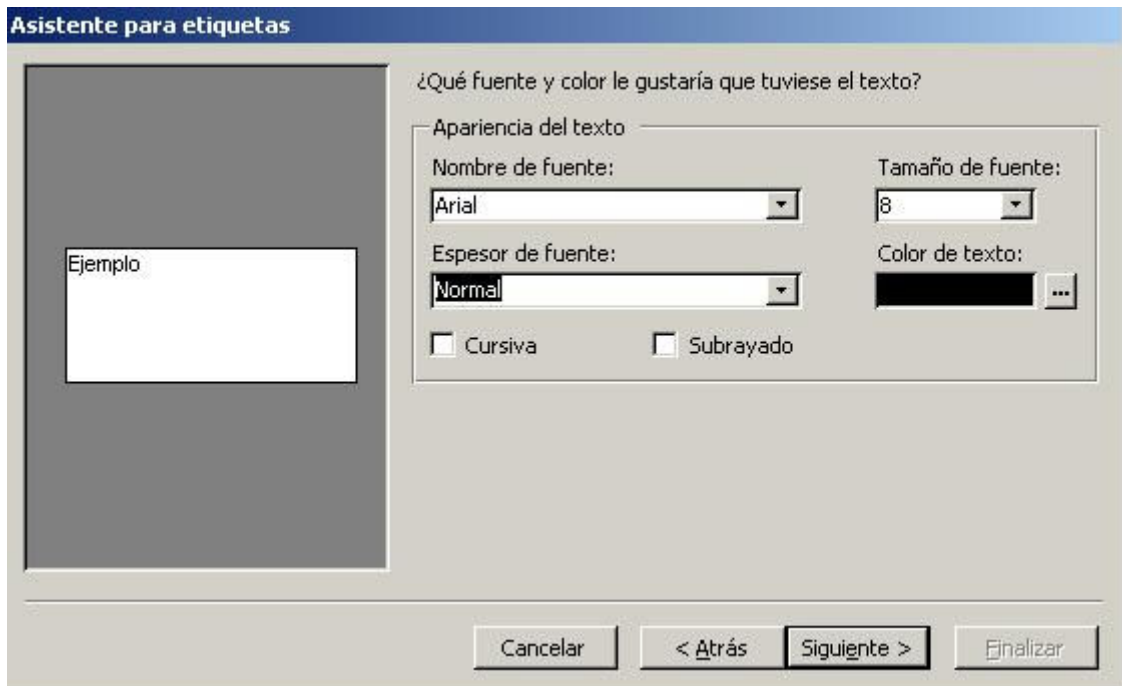 Asistente para etiquetas
¿Qué fuente y color le gustaría que tuviese el texto?
Apariencia del texto
Nombre de fuente: Tamaño de fuente:
Arial 8
Ejemplo
Espesor de fuente: Color de texto:
Normal ...
Cursiva Subrayado
Cancelar < Atrás Siguiente > Finalizar